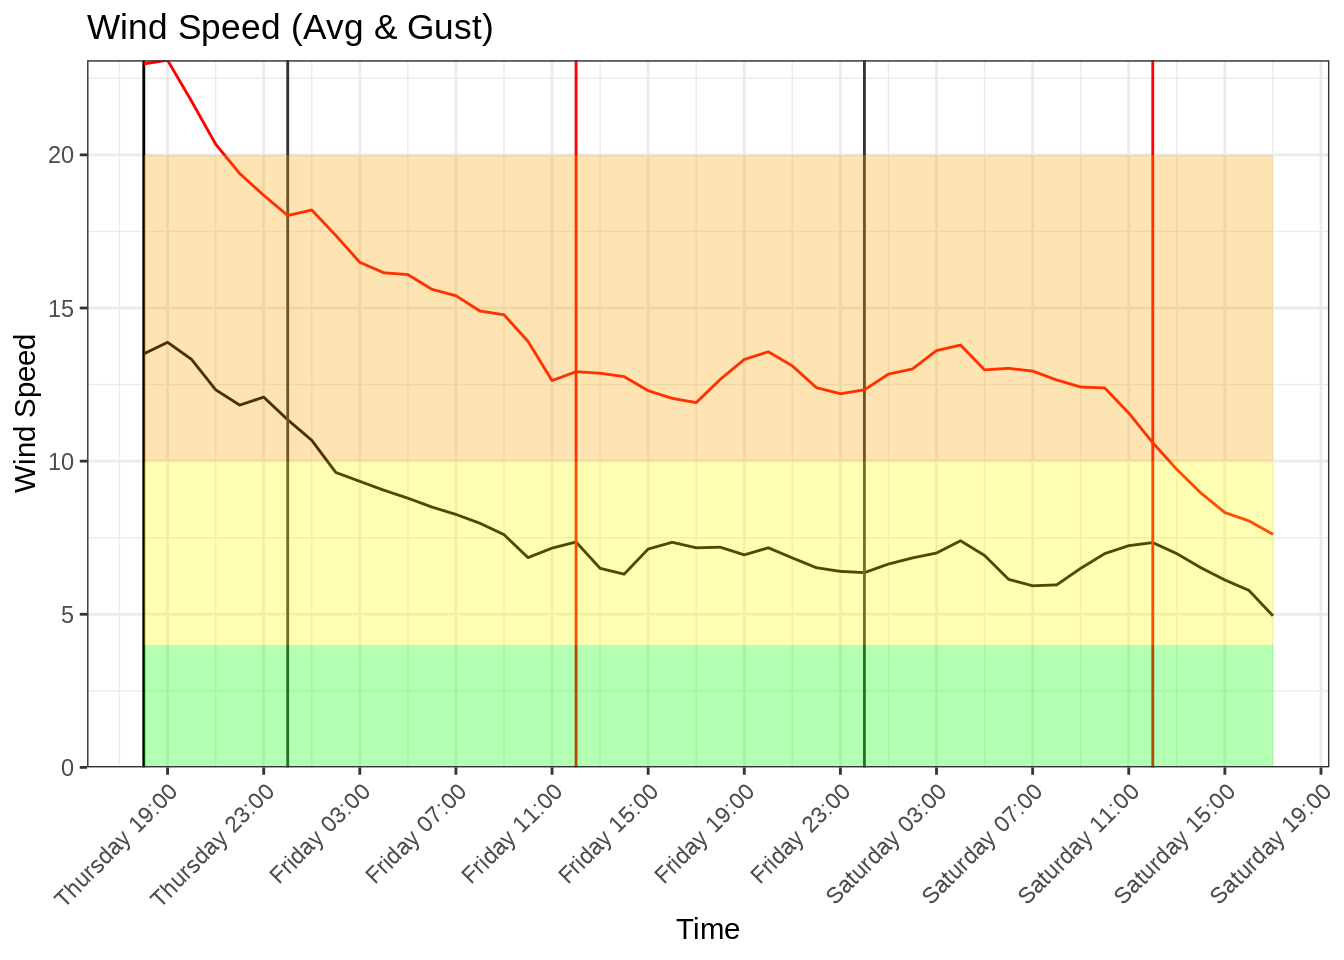 Wind Speed (Avg & Gust)
Wind Speed
20
15
10
5
0
Thursday 19:00
Thursday 23:00
Friday 03:00
Friday 07:00
Friday 11:00
Friday 15:00
Friday 19:00
Friday 23:00
Saturday 03:00
Saturday 07:00
Saturday 11:00
Saturday 15:00
Saturday 19:00
Time